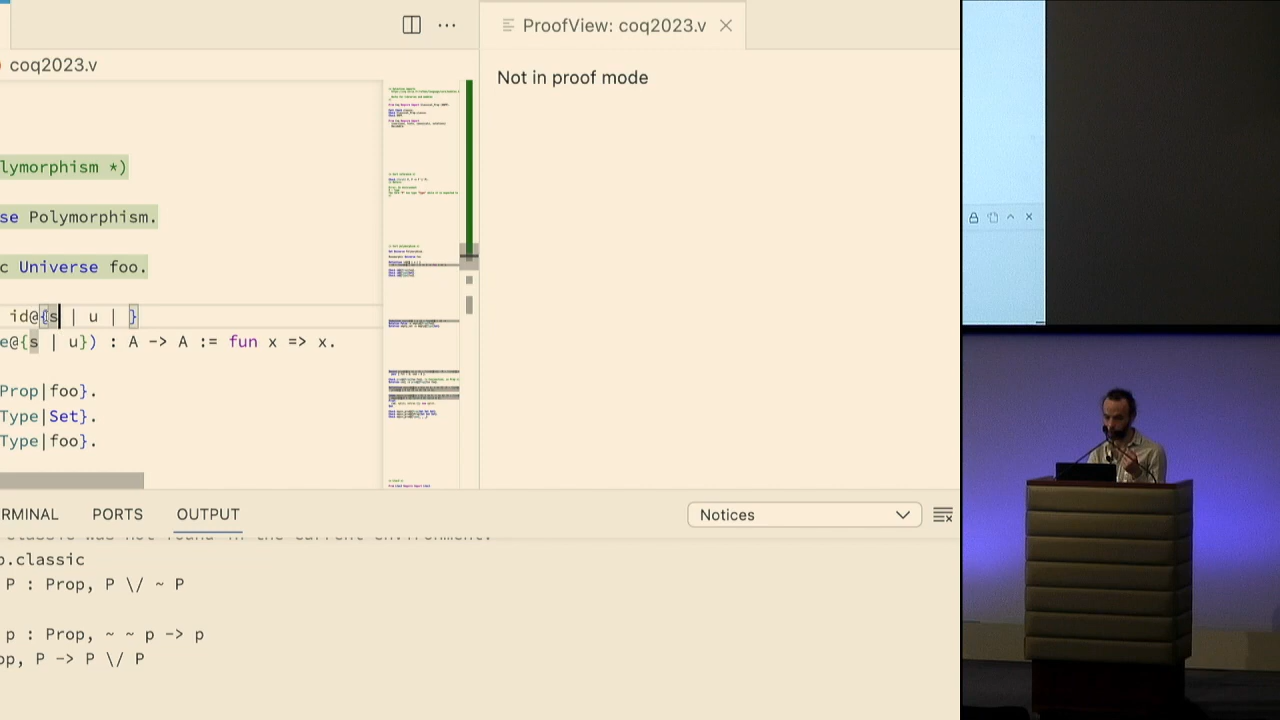 ProofView: coq2023.v
coq2023.v
Not in proof mode
lymorphism *)
se Polymorphism.
c Universe foo.
id@{s | u | }
e@{s | u}) : A -> A := fun x => x.
Prop|foo}.
Type|Set}.
Type|foo}.
RMINAL PORTS OUTPUT Notices
p.classic
P : Prop, P \/ ~ P
p : Prop, ~ ~ p -> p
op, P -> P \/ P